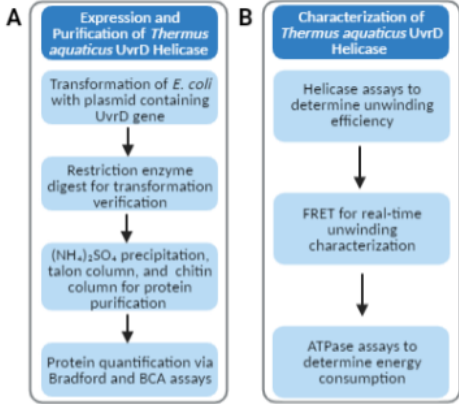 A
Expression and
Purification of Thermus
aquaticus UvrD Helicase
Transformation of E. coli
with plasmid containing
UvrD gene
Restriction enzyme
digest for transformation
verification
(NH₄)₂SO₄ precipitation,
talon column, and chitin
column for protein
purification
Protein quantification via
Bradford and BCA assays
B
Characterization of
Thermus aquaticus UvrD
Helicase
Helicase assays to
determine unwinding
efficiency
FRET for real-time
unwinding
characterization
ATPase assays to
determine energy
consumption